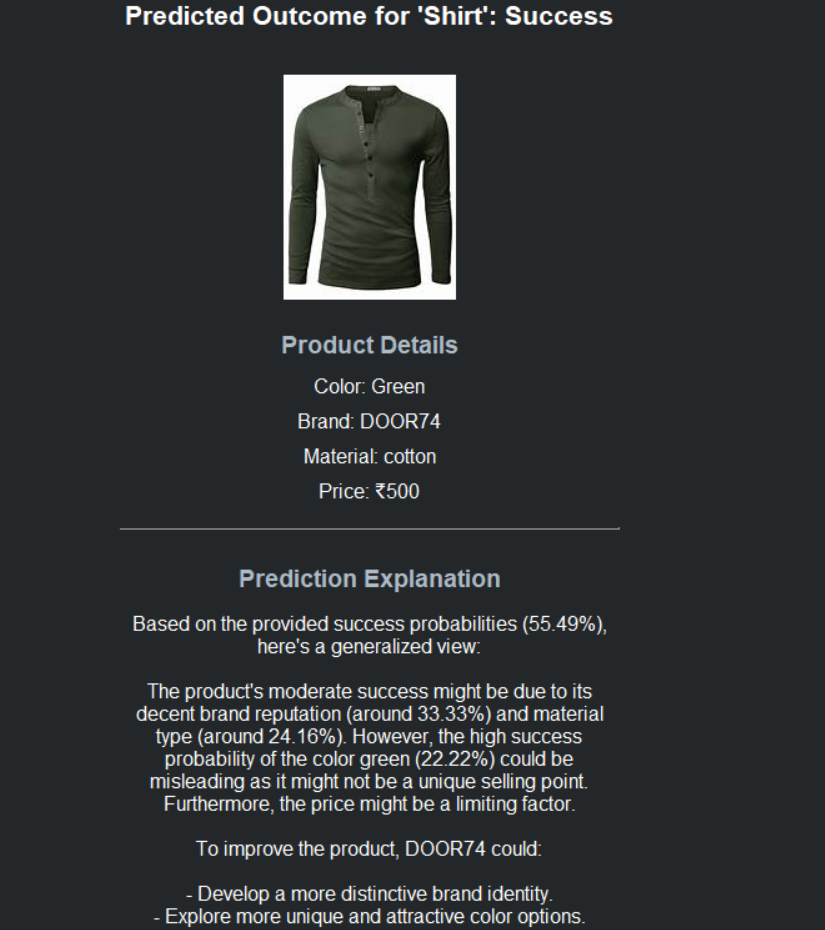 Predicted Outcome for 'Shirt': Success
Product Details
Color: Green
Brand: DOOR74
Material: cotton
Price: ₹500
Prediction Explanation
Based on the provided success probabilities (55.49%),
here's a generalized view:
The product's moderate success might be due to its
decent brand reputation (around 33.33%) and material
type (around 24.16%). However, the high success
probability of the color green (22.22%) could be
misleading as it might not be a unique selling point.
Furthermore, the price might be a limiting factor.
To improve the product, DOOR74 could:
- Develop a more distinctive brand identity.
- Explore more unique and attractive color options.